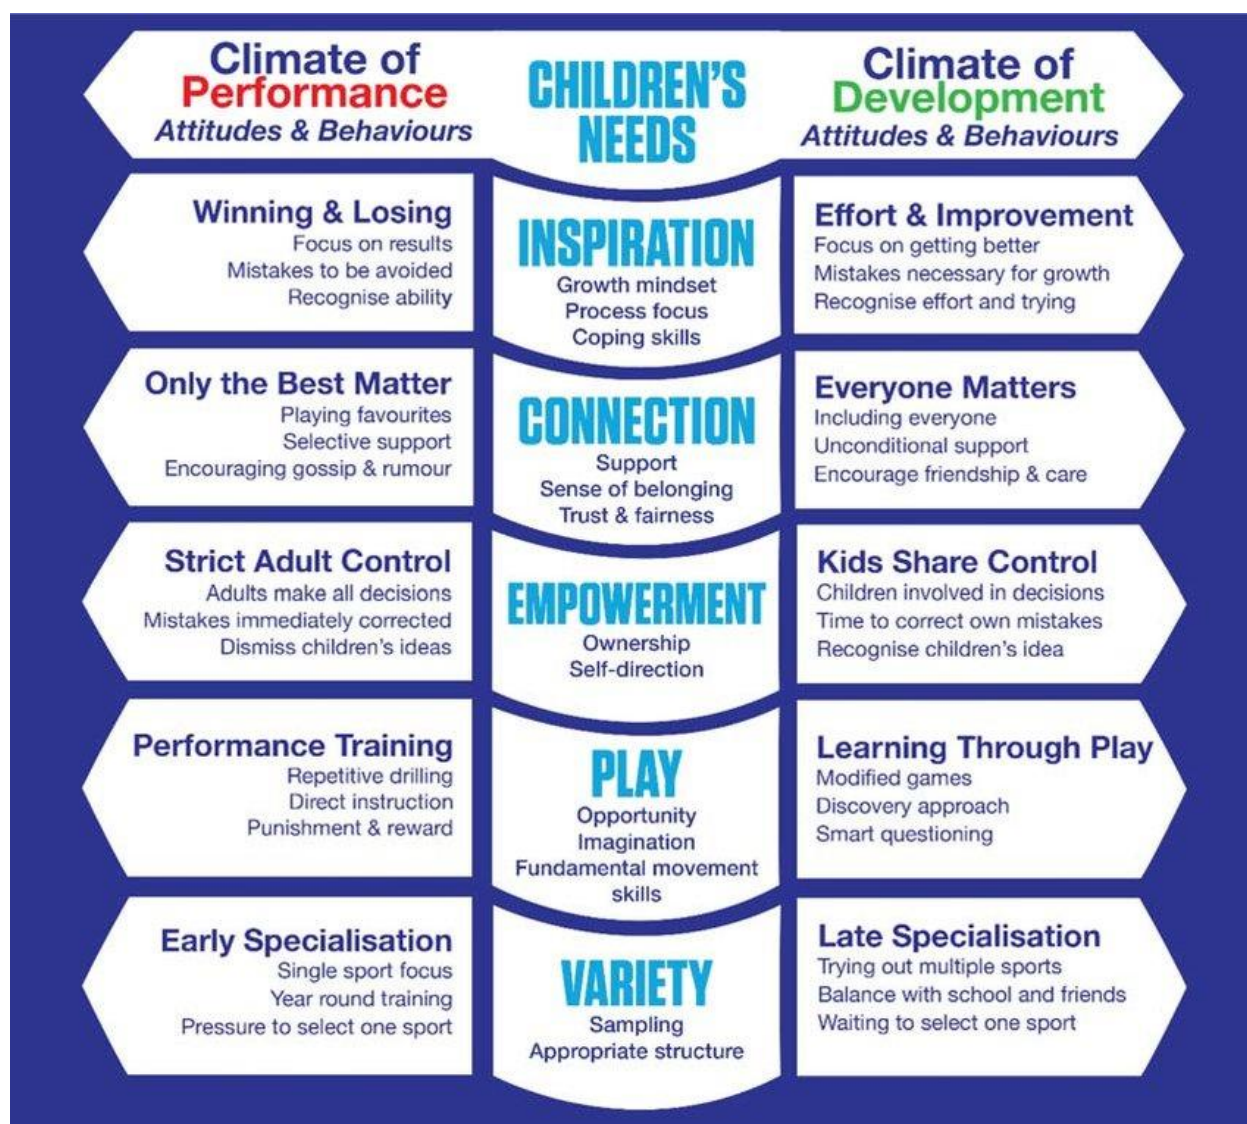 Climate of
Performance
Attitudes & Behaviours
CHILDREN'S
NEEDS
Climate of
Development
Attitudes & Behaviours
Winning & Losing
Focus on results
Mistakes to be avoided
Recognise ability
INSPIRATION
Growth mindset
Process focus
Coping skills
Effort & Improvement
Focus on getting better
Mistakes necessary for growth
Recognise effort and trying
Only the Best Matter
Playing favourites
Selective support
Encouraging gossip & rumour
CONNECTION
Support
Sense of belonging
Trust & fairness
Everyone Matters
Including everyone
Unconditional support
Encourage friendship & care
Strict Adult Control
Adults make all decisions
Mistakes immediately corrected
Dismiss children's ideas
EMPOWERMENT
Ownership
Self-direction
Kids Share Control
Children involved in decisions
Time to correct own mistakes
Recognise children's idea
Performance Training
Repetitive drilling
Direct instruction
Punishment & reward
PLAY
Opportunity
Imagination
Fundamental movement
skills
Learning Through Play
Modified games
Discovery approach
Smart questioning
Early Specialisation
Single sport focus
Year round training
Pressure to select one sport
VARIETY
Sampling
Appropriate structure
Late Specialisation
Trying out multiple sports
Balance with school and friends
Waiting to select one sport